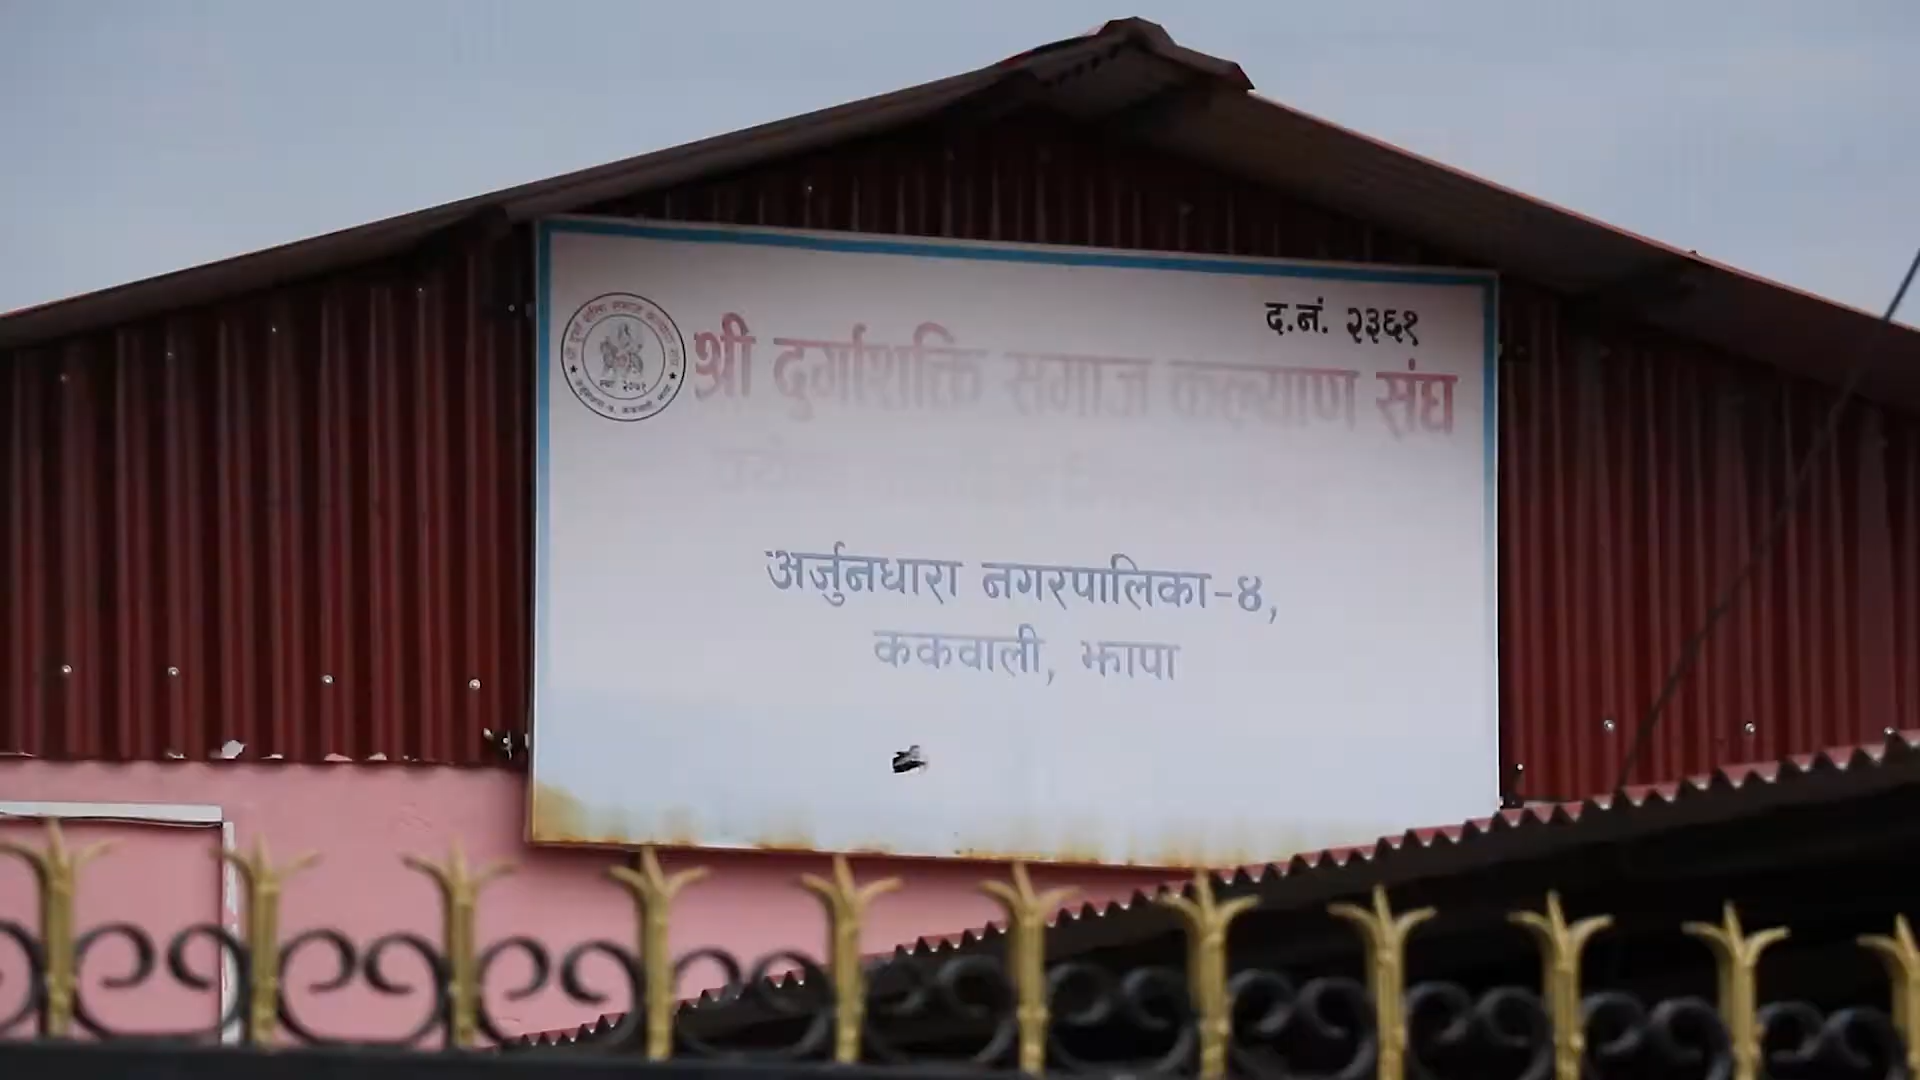 द.नं. २३६१
श्री दुर्गाशक्ति समाज कल्याण संघ
अर्जुनधारा नगरपालिका-४,
ककवाली, झापा